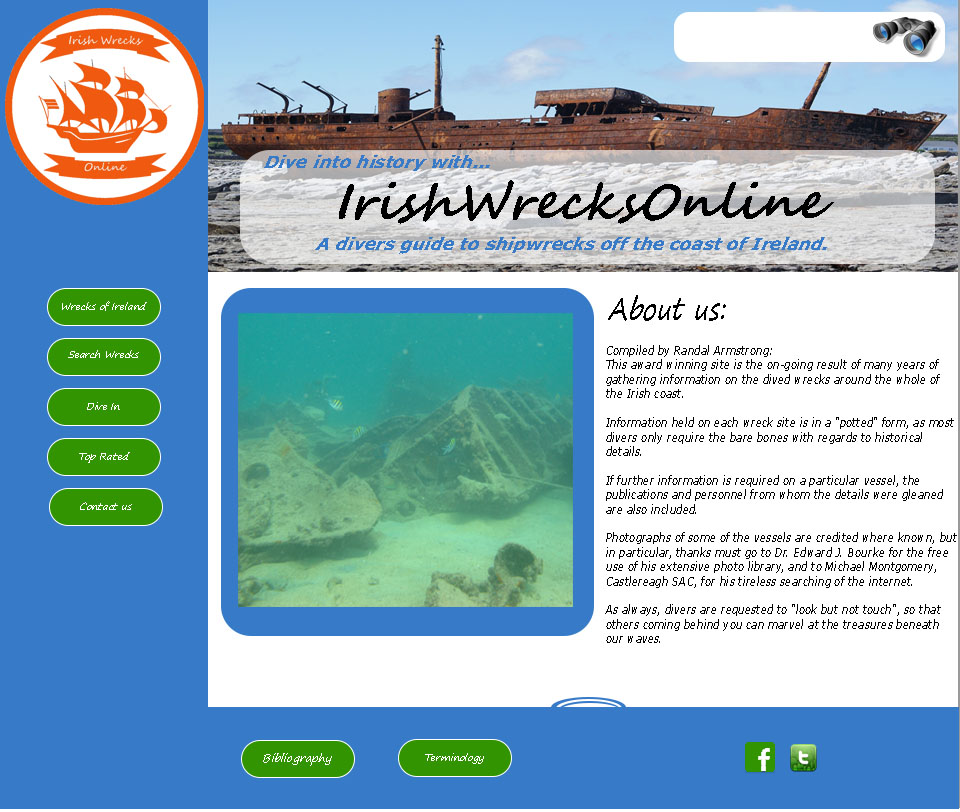 Irish Wrecks
Online
Dive into history with...
IrishWrecksOnline
A divers guide to shipwrecks off the coast of Ireland.
Wrecks of Ireland
Search Wrecks
Dive In
Top Rated
Contact us
About us:
Compiled by Randal Armstrong:
This award winning site is the on-going result of many years of
gathering information on the dived wrecks around the whole of
the Irish coast.
Information held on each wreck site is in a "potted" form, as most
divers only require the bare bones with regards to historical
details.
If further information is required on a particular vessel, the
publications and personnel from whom the details were gleaned
are also included.
Photographs of some of the vessels are credited where known, but
in particular, thanks must go to Dr. Edward J. Bourke for the free
use of his extensive photo library, and to Michael Montgomery,
Castlereagh SAC, for his tireless searching of the internet.
As always, divers are requested to "look but not touch", so that
others coming behind you can marvel at the treasures beneath
our waves.
Bibliography
Terminology
f
t